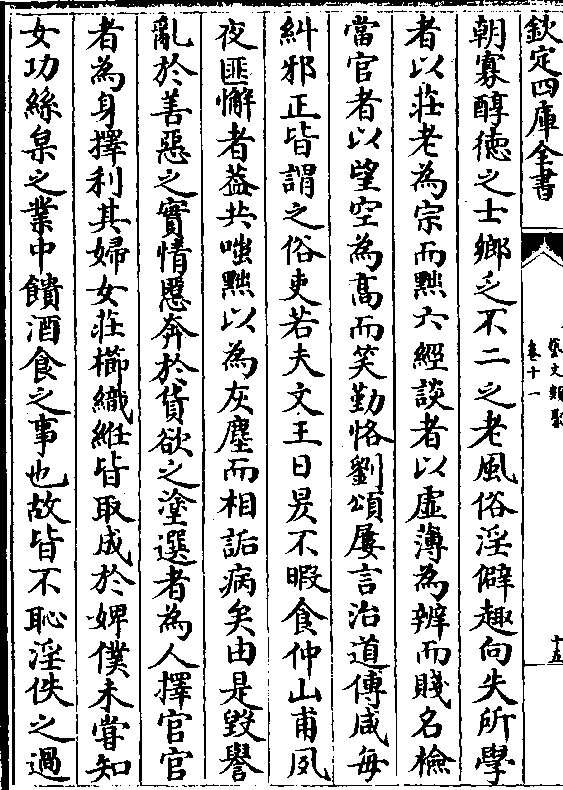 欽定四庫全書
藝文類聚
卷十一
十五
朝寡醇徳之士鄉乏不二之老風俗淫僻趣向失所學
者以莊老為宗而黜六經談者以虚薄為辨而賤名檢
當官者以望空為髙而笑勤恪劉頌屢言治道傅咸每
糾邪正皆謂之俗吏若夫文王日昃不暇食仲山甫夙
夜匪懈者葢共嗤黜以為灰塵而相詬病矣由是毀譽
亂於善惡之實情慝奔於貨欲之塗選者為人擇官官
者為身擇利其婦女莊櫛織絍皆取成於婢僕未甞知
女功絲枲之業中饋酒食之事也故皆不恥淫佚之過